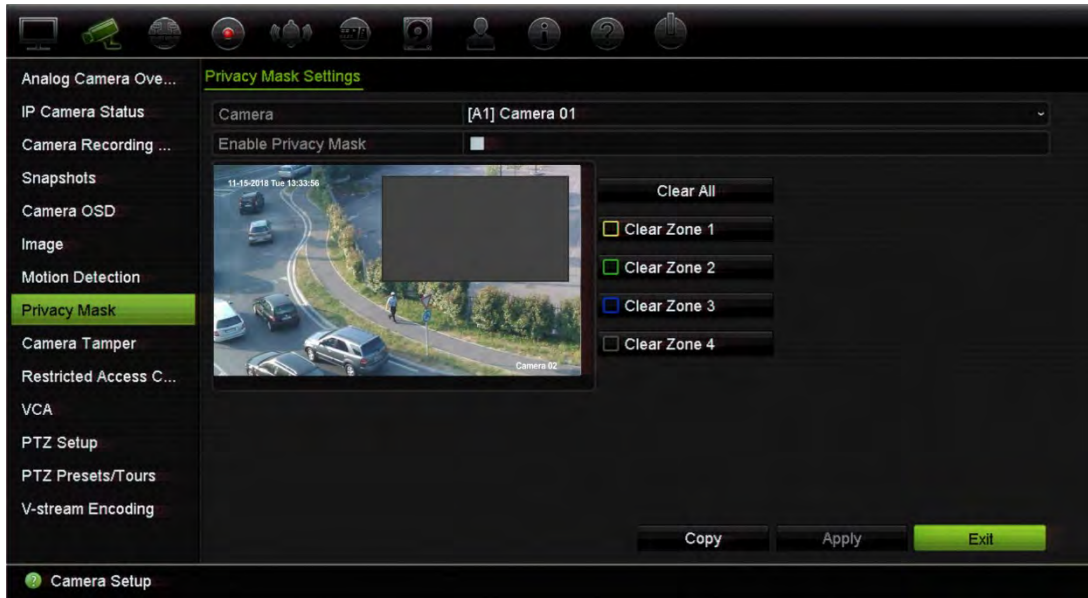 Analog Camera Ove...
IP Camera Status
Camera Recording ...
Snapshots
Camera OSD
Image
Motion Detection
Privacy Mask
Camera Tamper
Restricted Access C...
VCA
PTZ Setup
PTZ Presets/Tours
V-stream Encoding
Privacy Mask Settings
Camera [A1] Camera 01
Enable Privacy Mask
11-15-2018 Tue 13:33:56
Camera 02
Clear All
Clear Zone 1
Clear Zone 2
Clear Zone 3
Clear Zone 4
Copy Apply Exit
Camera Setup